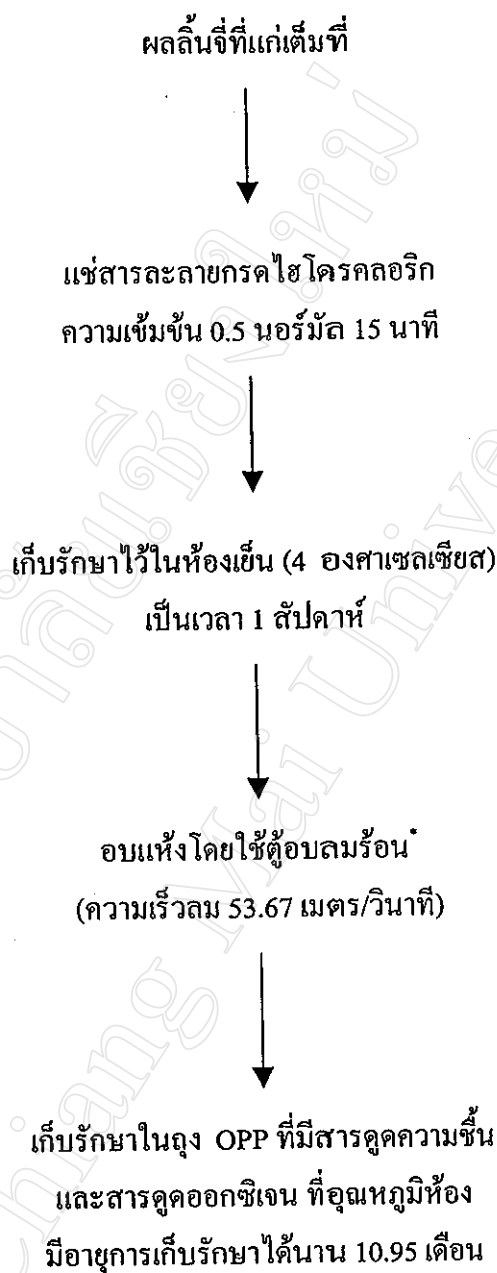 ผลลิ้นจี่ที่แก่เต็มที่
แช่สารละลายกรดไฮโดรคลอริก
ความเข้มข้น 0.5 นอร์มัล 15 นาที
เก็บรักษาไว้ในห้องเย็น (4 องศาเซลเซียส)
เป็นเวลา 1 สัปดาห์
อบแห้งโดยใช้ตู้อบลมร้อน*
(ความเร็วลม 53.67 เมตร/วินาที)
เก็บรักษาในถุง OPP ที่มีสารดูดความชื้น
และสารดูดออกซิเจน ที่อุณหภูมิห้อง
มีอายุการเก็บรักษาได้นาน 10.95 เดือน